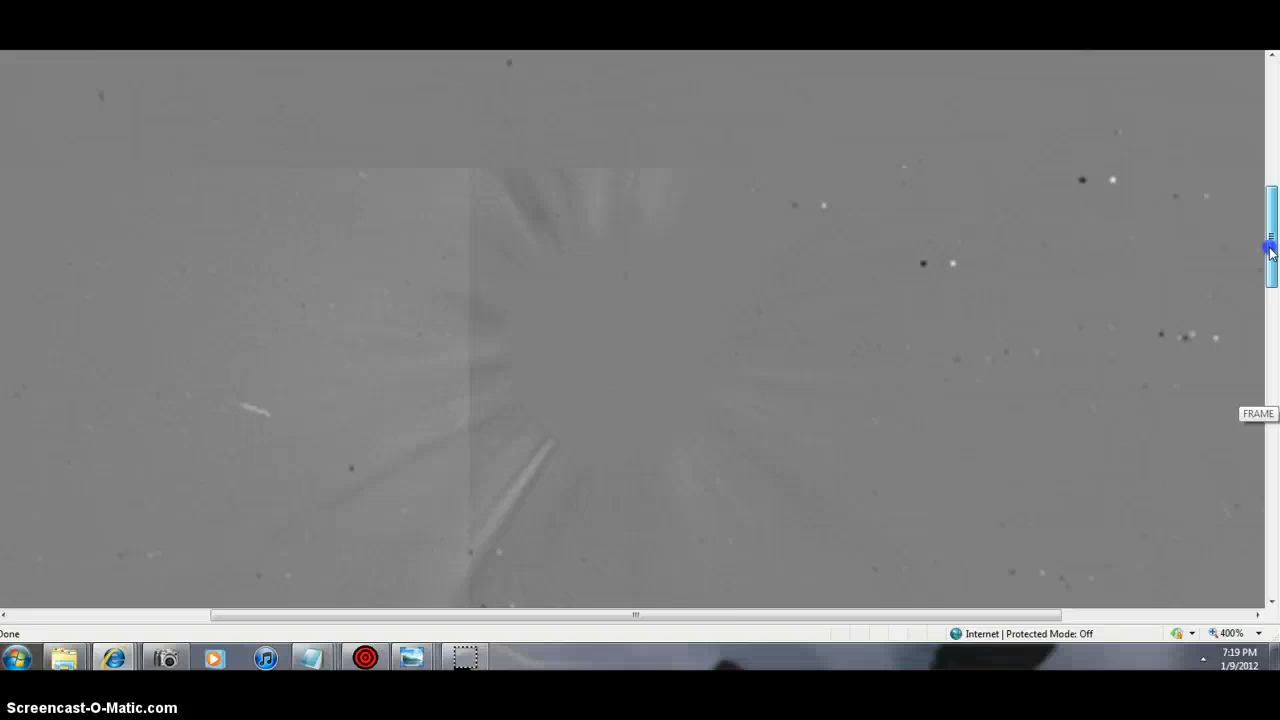 FRAME
Done
Internet | Protected Mode: Off
400%
7:19 PM
1/9/2012
Screencast-O-Matic.com